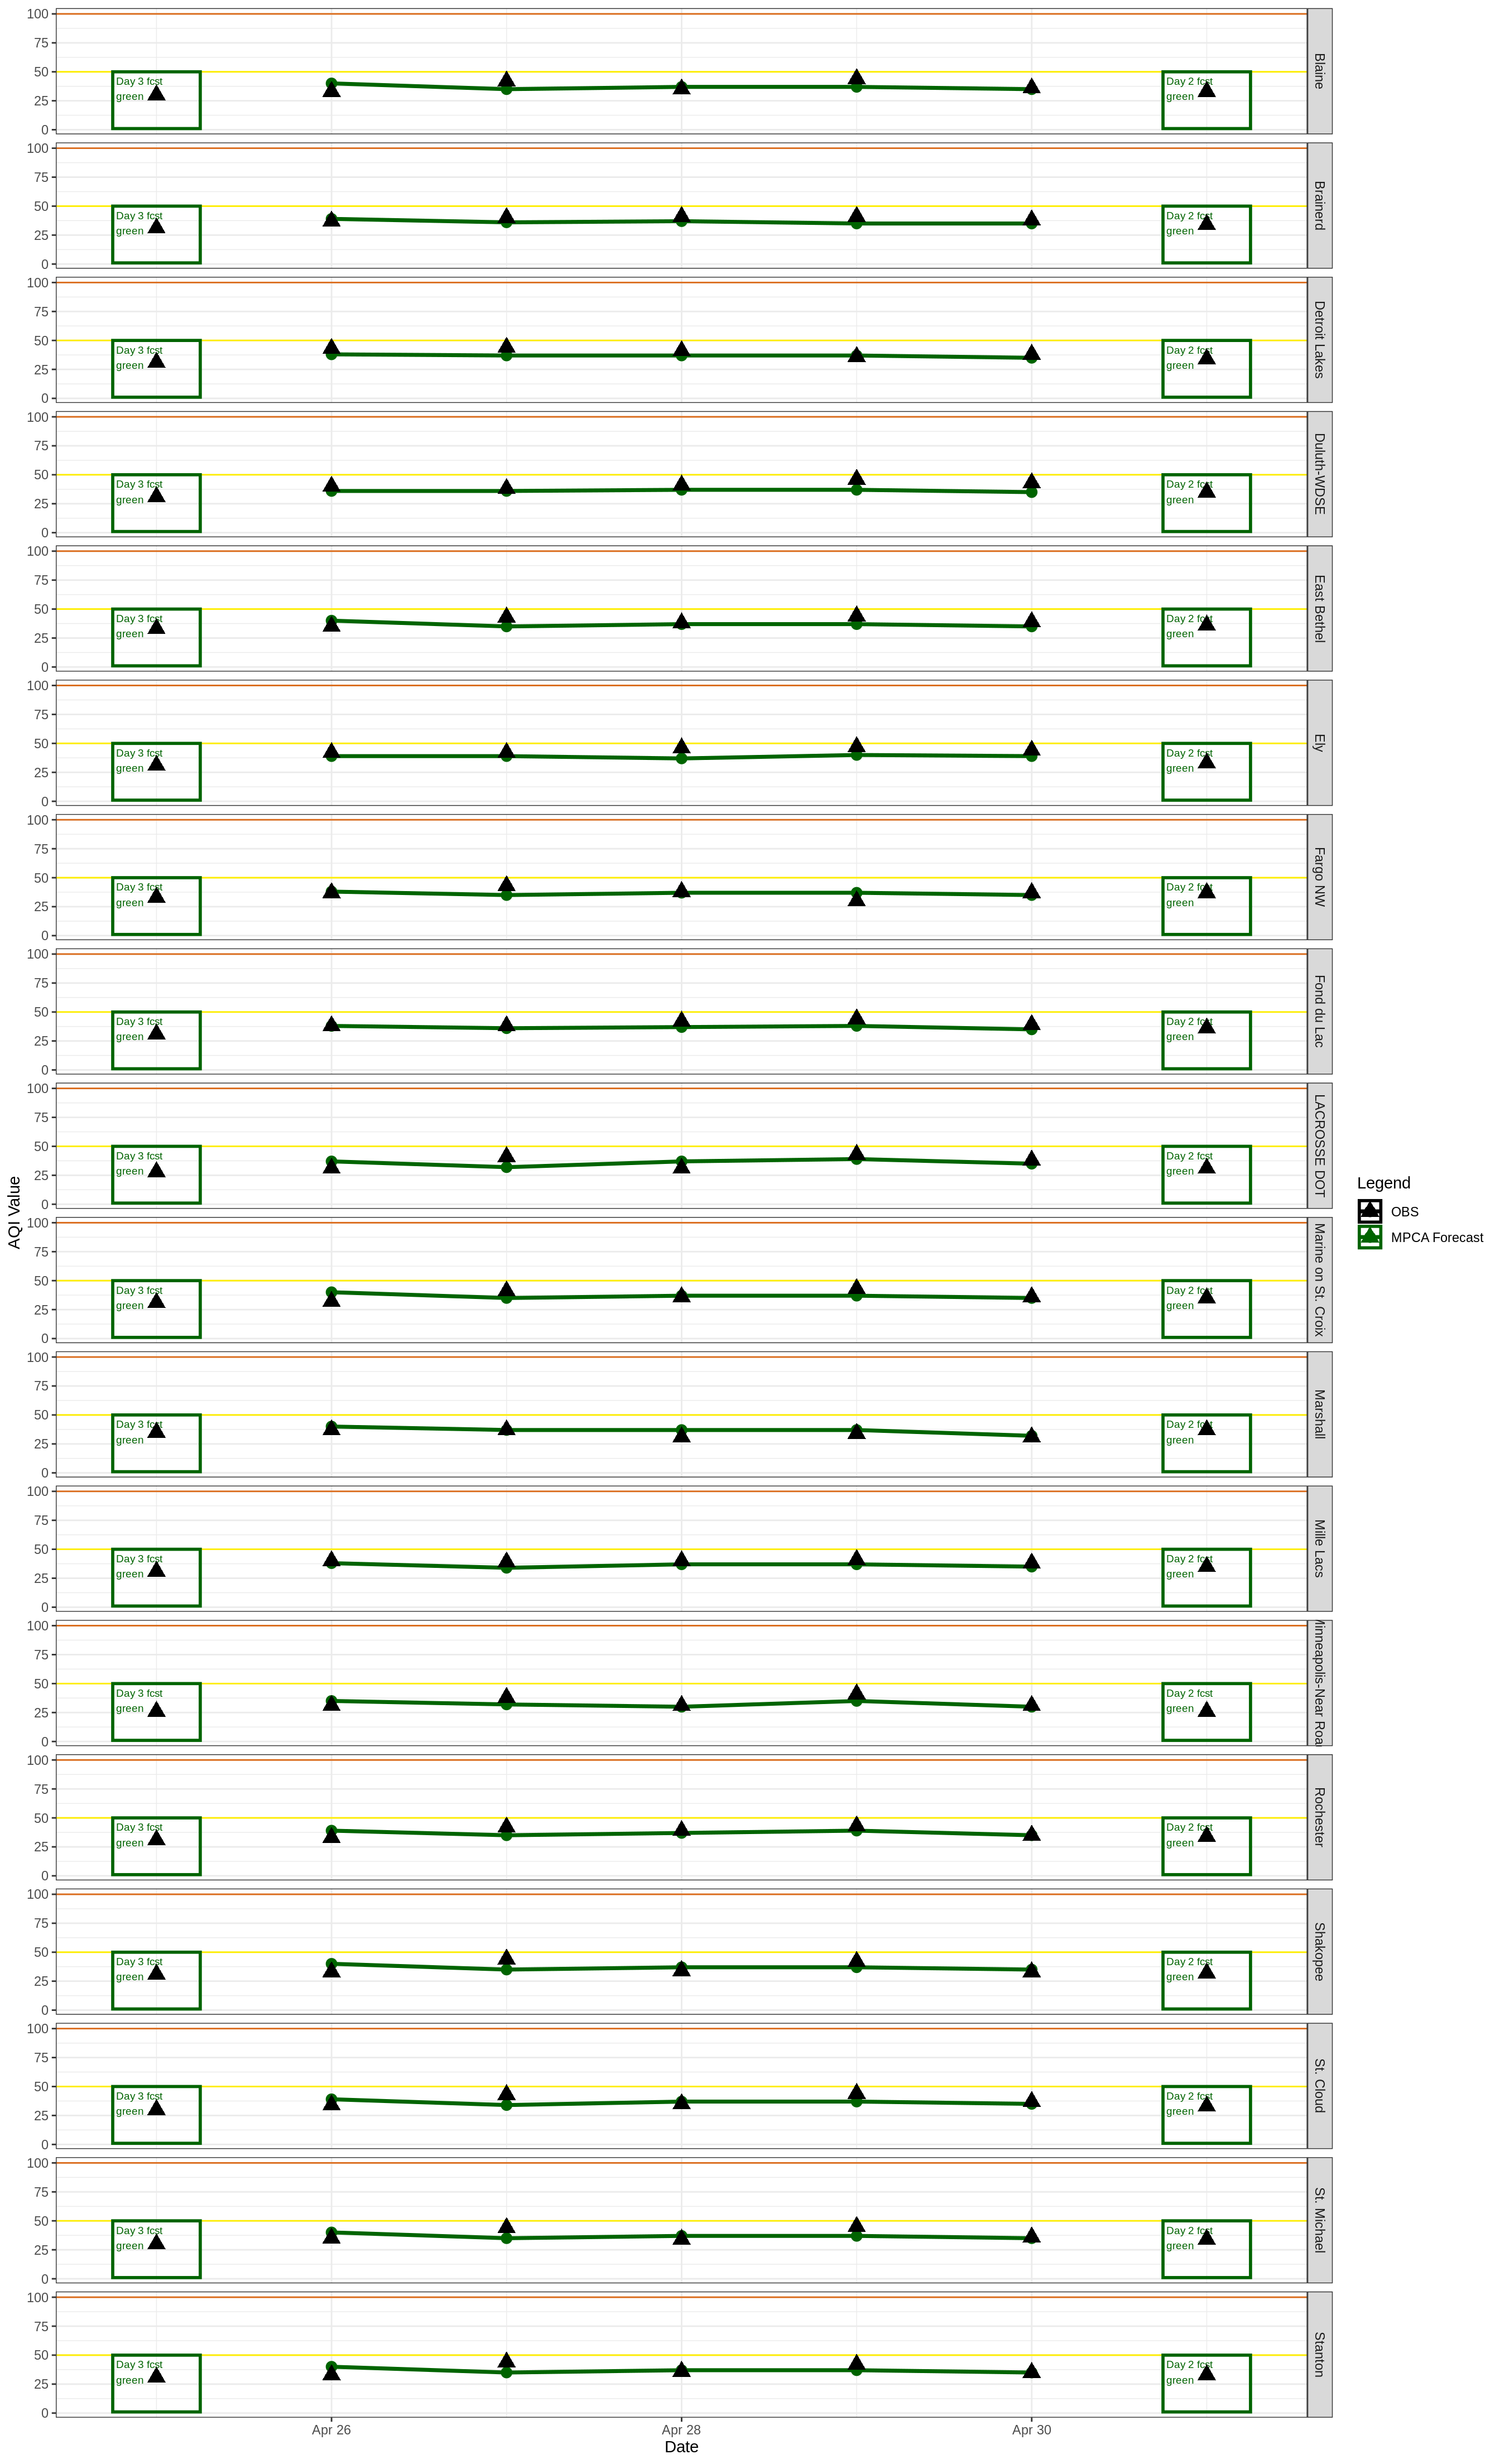 100
75
50
25
0
Day 3 fcst
green
Day 2 fcst
green
Blaine
100
75
50
25
0
Day 3 fcst
green
Day 2 fcst
green
Brainerd
100
75
50
25
0
Day 3 fcst
green
Day 2 fcst
green
Detroit Lakes
100
75
50
25
0
Day 3 fcst
green
Day 2 fcst
green
Duluth-WDSE
100
75
50
25
0
Day 3 fcst
green
Day 2 fcst
green
East Bethel
100
75
50
25
0
Day 3 fcst
green
Day 2 fcst
green
Ely
100
75
50
25
0
Day 3 fcst
green
Day 2 fcst
green
Fargo NW
100
75
50
25
0
Day 3 fcst
green
Day 2 fcst
green
Fond du Lac
100
75
50
25
0
Day 3 fcst
green
Day 2 fcst
green
LACROSSE DOT
100
75
50
25
0
Day 3 fcst
green
Day 2 fcst
green
Marine on St. Croix
100
75
50
25
0
Day 3 fcst
green
Day 2 fcst
green
Marshall
100
75
50
25
0
Day 3 fcst
green
Day 2 fcst
green
Mille Lacs
100
75
50
25
0
Day 3 fcst
green
Day 2 fcst
green
Minneapolis-Near Road
100
75
50
25
0
Day 3 fcst
green
Day 2 fcst
green
Rochester
100
75
50
25
0
Day 3 fcst
green
Day 2 fcst
green
Shakopee
100
75
50
25
0
Day 3 fcst
green
Day 2 fcst
green
St. Cloud
100
75
50
25
0
Day 3 fcst
green
Day 2 fcst
green
St. Michael
100
75
50
25
0
Day 3 fcst
green
Day 2 fcst
green
Stanton
Apr 26
Apr 28
Apr 30
Date
AQI Value
Legend
OBS
MPCA Forecast